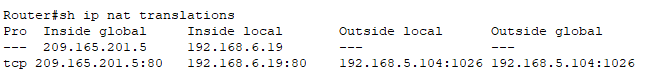 Router#sh ip nat translations
Pro  Inside global      Inside local       Outside local      Outside global
---  209.165.201.5      192.168.6.19       ---                ---
tcp 209.165.201.5:80   192.168.6.19:80    192.168.5.104:1026 192.168.5.104:1026